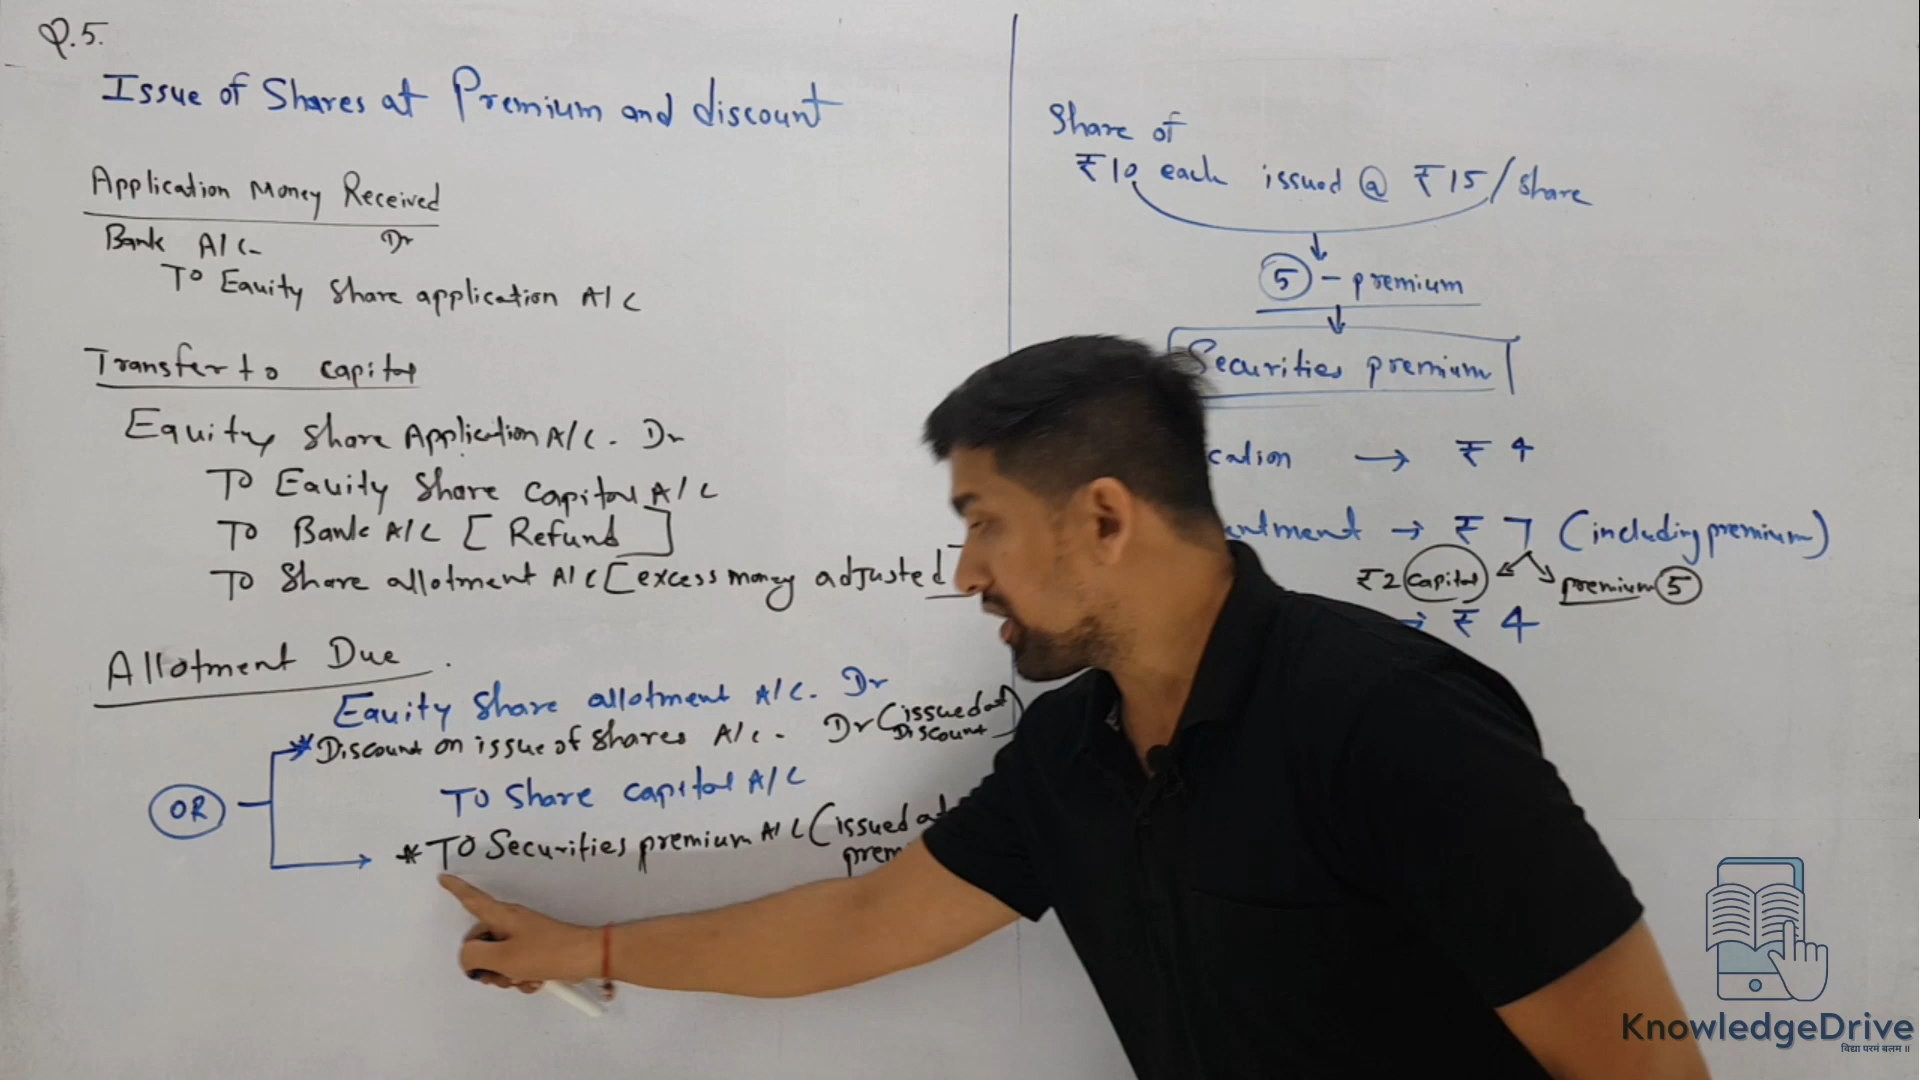 Q.5.
Issue of Shares at Premium and discount
Application Money Received
Bank A/C Dr
To Equity Share application A/C
Transfer to capital
Equity Share Application A/C. Dr
To Equity Share Capital A/C
To Bank A/C [Refund]
To Share allotment A/C [excess money adjusted
Allotment Due
Equity Share allotment A/C. Dr
* Discount on issue of Shares A/c. Dr (issued at Discount)
OR
To Share capital A/C
* To Securities premium A/C (issued at
Share of
₹10 each issued @ ₹15/share
5 - premium
Securities premium
→ ₹ 4
→ ₹ 7 (including premium)
₹2 capital premium 5
→ ₹ 4
KnowledgeDrive
विद्या परमं बलम॥